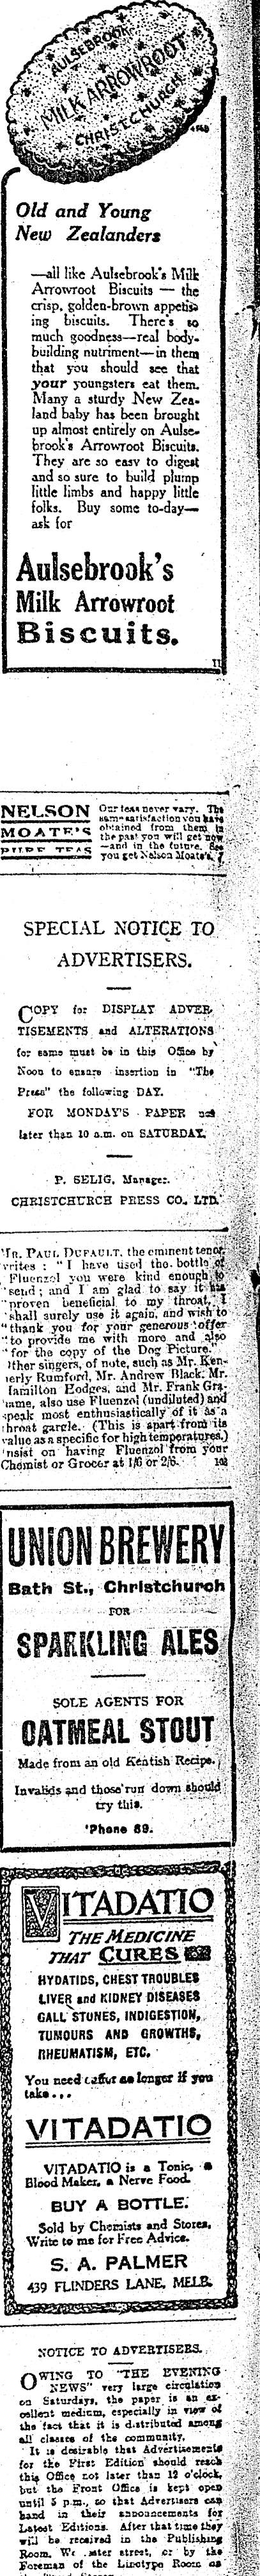 AULSEBROOK
MILK ARROWROOT
CHRISTCHURCH
Old and Young
New Zealanders
—all like Aulsebrook's Milk
Arrowroot Biscuits — the
crisp, golden-brown appetis-
ing biscuits. There's so
much goodness—real body-
building nutriment—in them
that you should see that
your youngsters eat them.
Many a sturdy New Zea-
land baby has been brought
up almost entirely on Aulse-
brook's Arrowroot Biscuits.
They are so easy to digest
and so sure to build plump
little limbs and happy little
folks. Buy some to-day—
ask for
Aulsebrook's
Milk Arrowroot
Biscuits.
11
NELSON
MOATE'S
PURE TEAS
Our teas never vary. The
same satisfaction you have
obtained from them in
the past you will get now
—and in the future. See
you get Nelson Moate's. 7
SPECIAL NOTICE TO
ADVERTISERS.
COPY for DISPLAY ADVER-
TISEMENTS and ALTERATIONS
for same must be in this Office by
Noon to ensure insertion in "The
Press" the following DAY.
FOR MONDAY'S PAPER not
later than 10 a.m. on SATURDAY.
P. SELIG, Manager.
CHRISTCHURCH PRESS CO., LTD.
MR. PAUL DUFAULT, the eminent tenor,
writes: "I have used the bottle of
Fluenzol you were kind enough to
"send; and I am glad to say it has
"proven beneficial to my throat. I
"shall surely use it again, and wish to
"thank you for your generous offer
"to provide me with more and also
"for the copy of the Dog Picture."
Other singers, of note, such as Mr. Ken-
nerly Rumford, Mr. Andrew Black, Mr.
Hamilton Hodges, and Mr. Frank Gra-
hame, also use Fluenzol (undiluted) and
speak most enthusiastically of it as a
throat gargle. (This is apart from its
value as a specific for high temperatures.)
Insist on having Fluenzol from your
Chemist or Grocer at 1/6 or 2/6.
UNION BREWERY
Bath St., Christchurch
FOR
SPARKLING ALES
SOLE AGENTS FOR
OATMEAL STOUT
Made from an old Kentish Recipe.
Invalids and those run down should
try this.
'Phone 89.
VITADATIO
THE MEDICINE
THAT CURES
HYDATIDS, CHEST TROUBLES
LIVER and KIDNEY DISEASES
GALL STONES, INDIGESTION,
TUMOURS AND GROWTHS,
RHEUMATISM, ETC.
You need suffer no longer if you
take...
VITADATIO
VITADATIO is a Tonic, a
Blood Maker, a Nerve Food.
BUY A BOTTLE.
Sold by Chemists and Stores.
Write to me for Free Advice.
S. A. PALMER
439 FLINDERS LANE, MELB.
NOTICE TO ADVERTISERS.
OWING TO "THE EVENING
NEWS" very large circulation
on Saturdays, the paper is an ex-
cellent medium, especially in view of
the fact that it is distributed among
all classes of the community.
It is desirable that Advertisements
for the First Edition should reach
this Office not later than 12 o'clock,
but the Front Office is kept open
until 5 p.m., so that Advertisers can
hand in their announcements for
Latest Editions. After that time they
will be received in the Publishing
Room, street, or by the
Foreman of the Linotype Room as